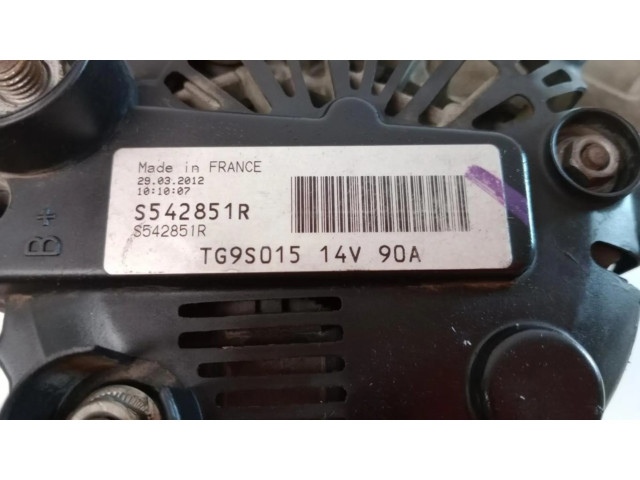 Made in FRANCE
29.03.2012
10:10:07
S542851R
S542851R
TG9S015 14V 90A
B+